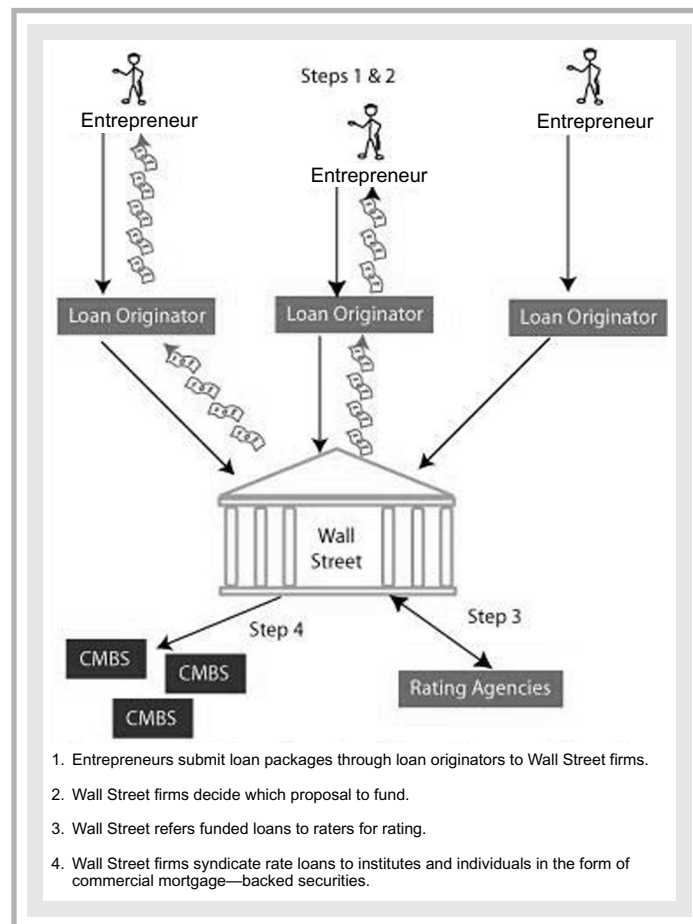 Steps 1 & 2
Entrepreneur
Entrepreneur
Entrepreneur
Loan Originator
Loan Originator
Loan Originator
Wall
Street
Step 4
Step 3
CMBS
CMBS
CMBS
Rating Agencies
1. Entrepreneurs submit loan packages through loan originators to Wall Street firms.
2. Wall Street firms decide which proposal to fund.
3. Wall Street refers funded loans to raters for rating.
4. Wall Street firms syndicate rate loans to institutes and individuals in the form of
commercial mortgage—backed securities.